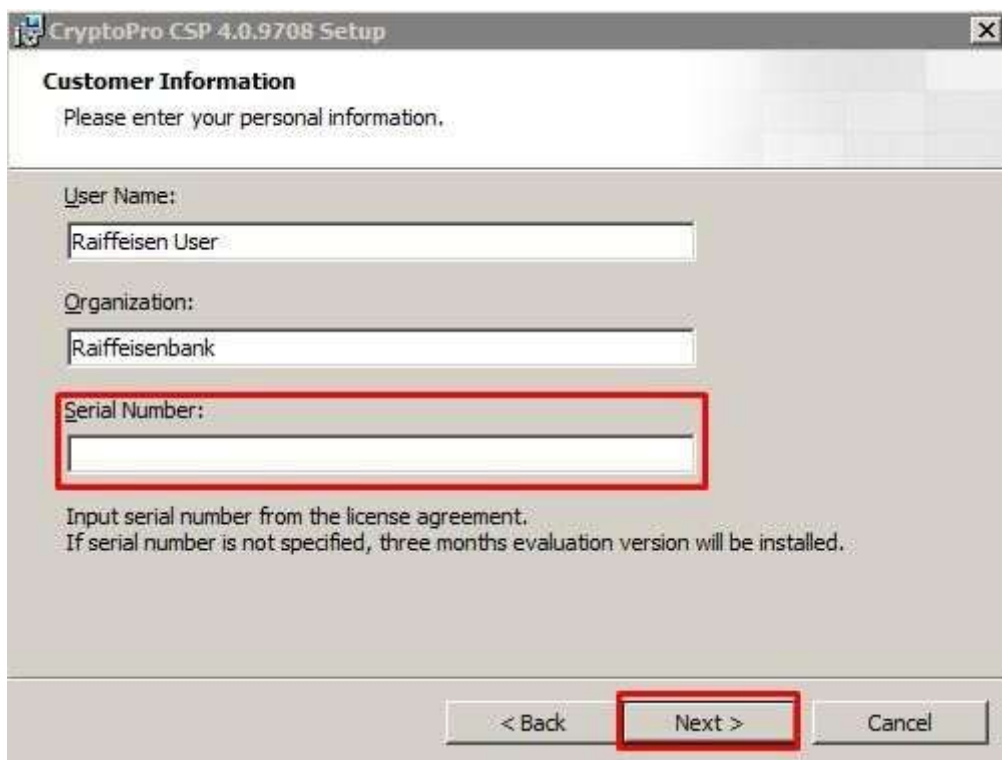 CryptoPro CSP 4.0.9708 Setup
Customer Information
Please enter your personal information.
User Name:
Raiffeisen User
Organization:
Raiffeisenbank
Serial Number:
Input serial number from the license agreement.
If serial number is not specified, three months evaluation version will be installed.
< Back Next > Cancel